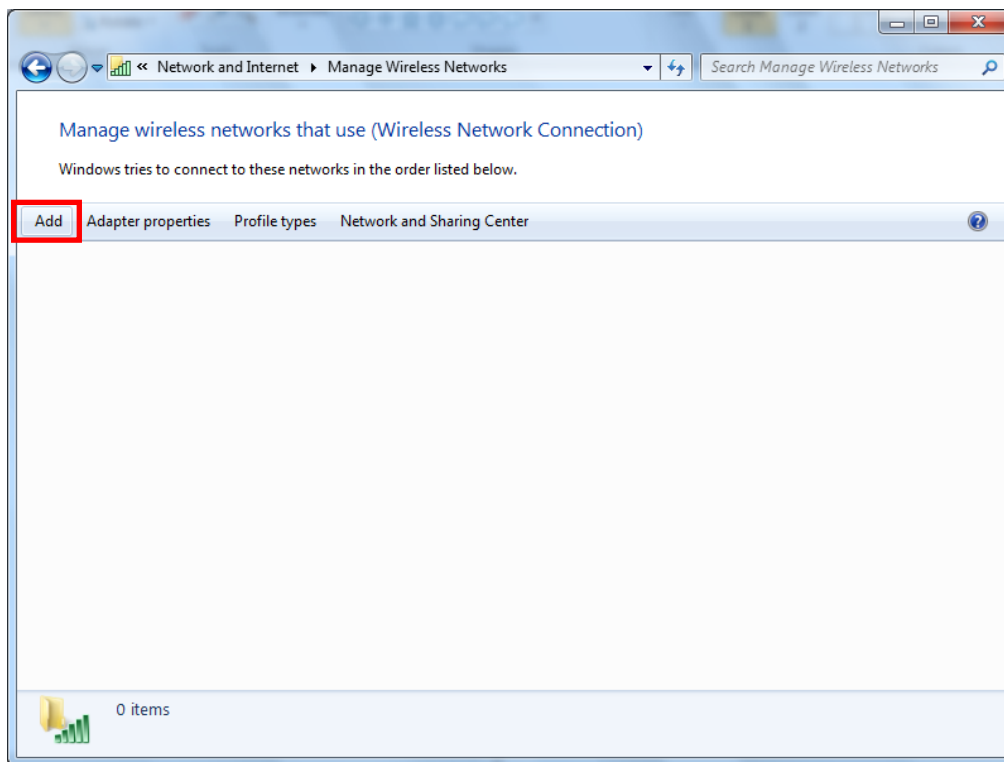 « Network and Internet ▸ Manage Wireless Networks Search Manage Wireless Networks
Manage wireless networks that use (Wireless Network Connection)
Windows tries to connect to these networks in the order listed below.
Add Adapter properties Profile types Network and Sharing Center
0 items